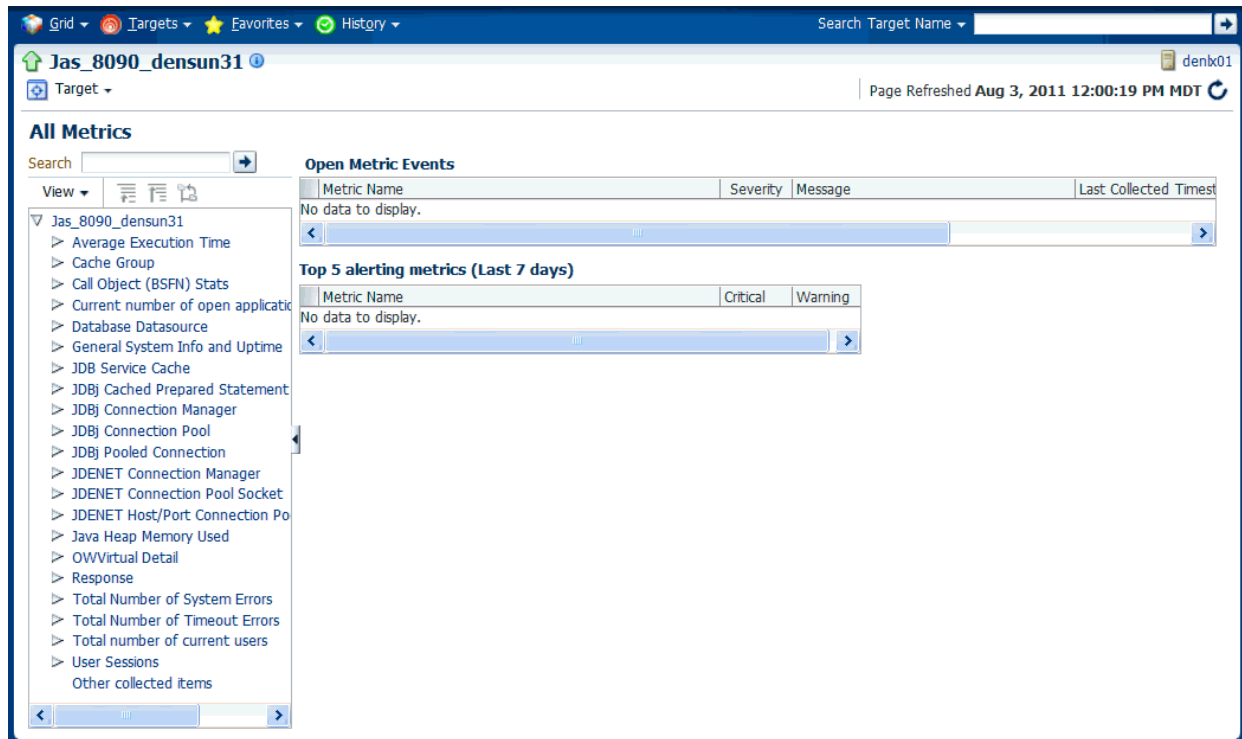 Grid Targets Favorites History Search Target Name
Jas_8090_densun31 denlx01
Target Page Refreshed Aug 3, 2011 12:00:19 PM MDT
All Metrics
Search
View
Jas_8090_densun31
Average Execution Time
Cache Group
Call Object (BSFN) Stats
Current number of open applicatio
Database Datasource
General System Info and Uptime
JDB Service Cache
JDBj Cached Prepared Statement
JDBj Connection Manager
JDBj Connection Pool
JDBj Pooled Connection
JDENET Connection Manager
JDENET Connection Pool Socket
JDENET Host/Port Connection Po
Java Heap Memory Used
OWVirtual Detail
Response
Total Number of System Errors
Total Number of Timeout Errors
Total number of current users
User Sessions
Other collected items
Open Metric Events
Metric Name Severity Message Last Collected Timest
No data to display.
Top 5 alerting metrics (Last 7 days)
Metric Name Critical Warning
No data to display.